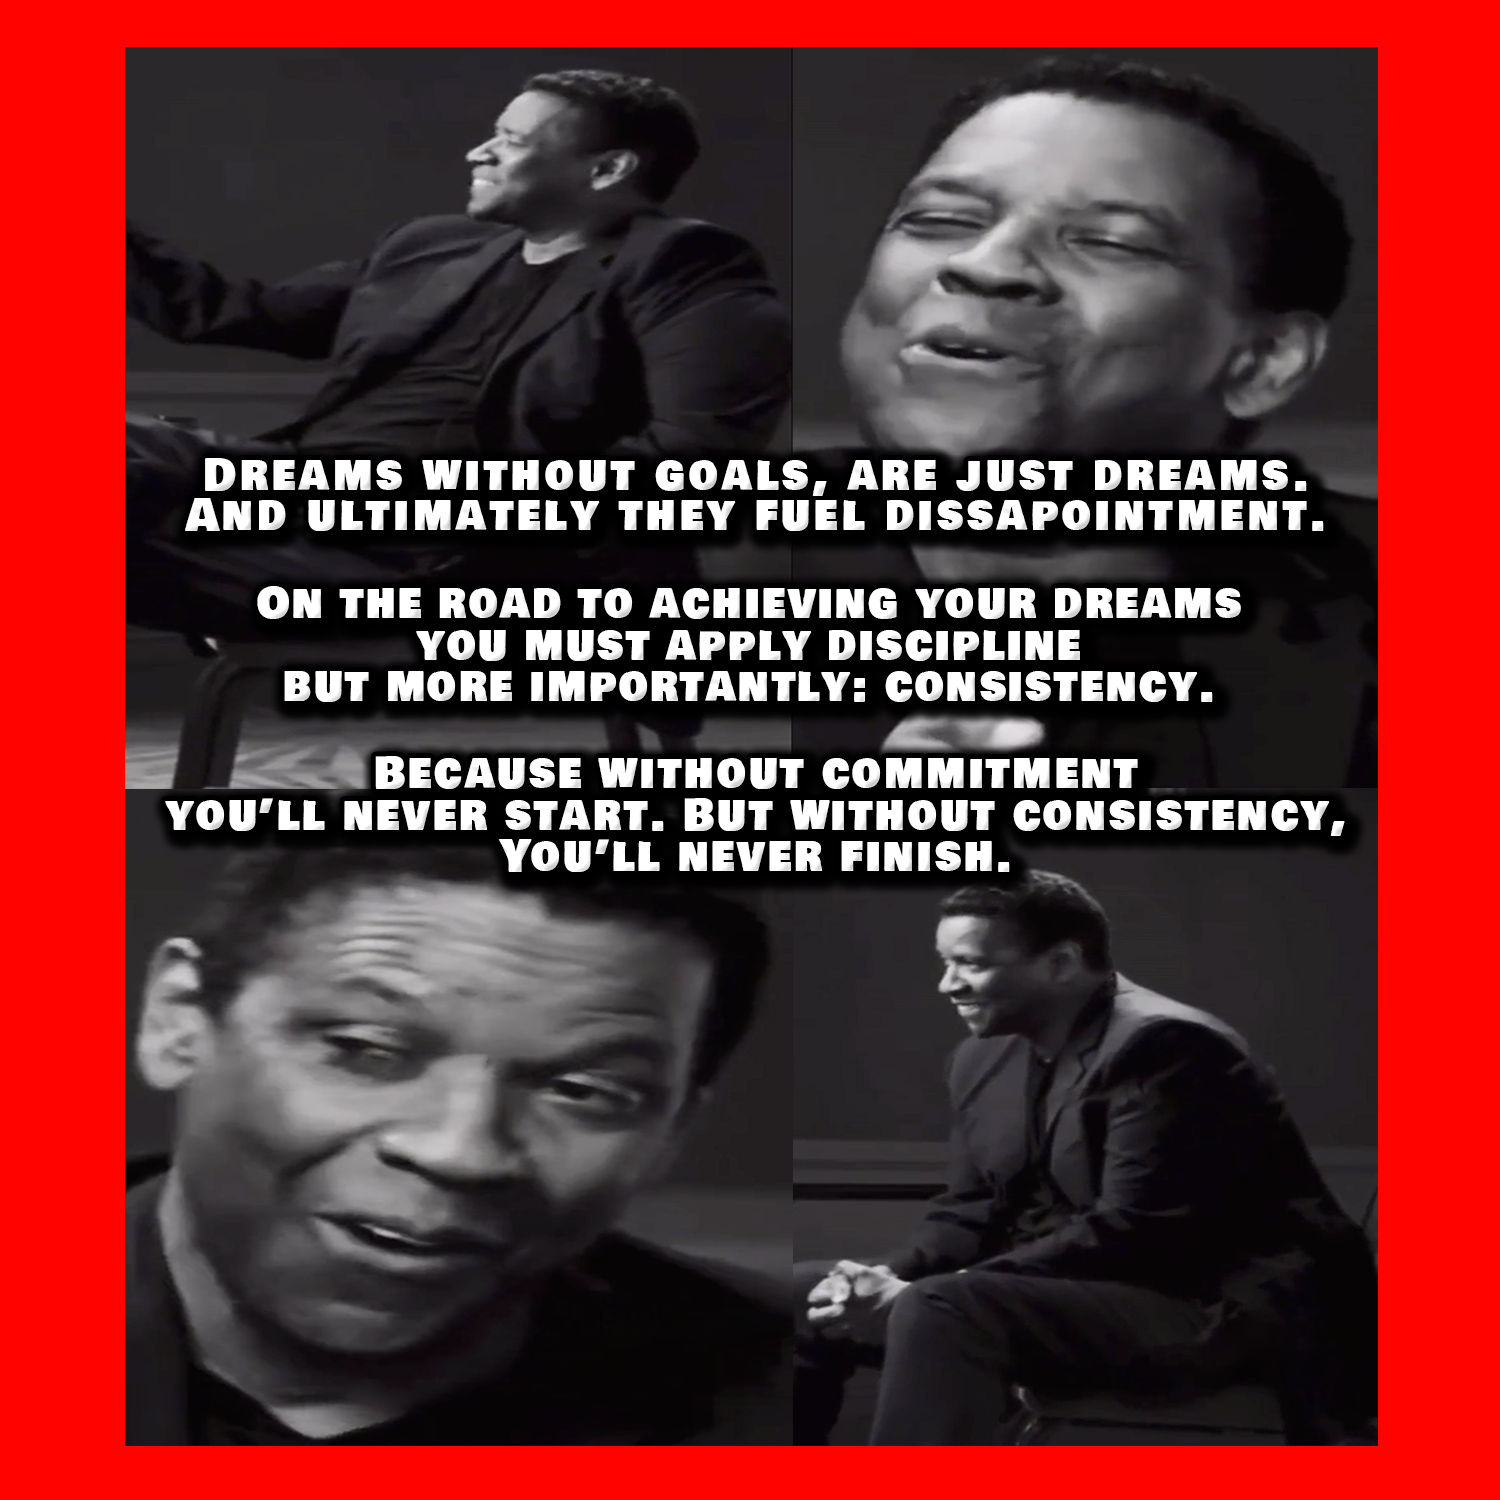 Dreams without goals, are just dreams.
And ultimately they fuel dissapointment.
On the road to achieving your dreams
you must apply discipline
but more importantly: consistency.
Because without commitment
you’ll never start. But without consistency,
You’ll never finish.